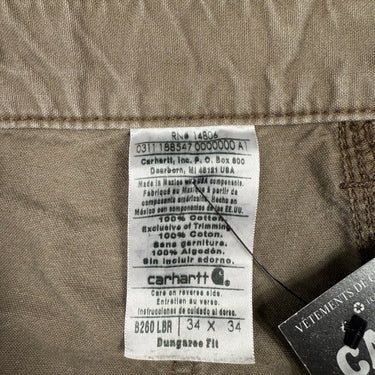 RN# 14806
0311 188547 0000000 A1
Carhartt, Inc. P. O. Box 600
Dearborn, MI 48121 USA
Made in Mexico with USA components.
Fabriqué au Mexique à partir de
composants américains. Hecho en
México con componentes de EE.UU.
100% Cotton
Exclusive of Trimming
100% Coton.
Sans garniture.
100% Algodón.
Sin incluir adorno.
carhartt
Care on reverse side.
Entretien au verso.
Instrucciones de cuidado al dorso.
B260 LBR 34 X 34
Dungaree Fit
VÊTEMENTS DE C
CA